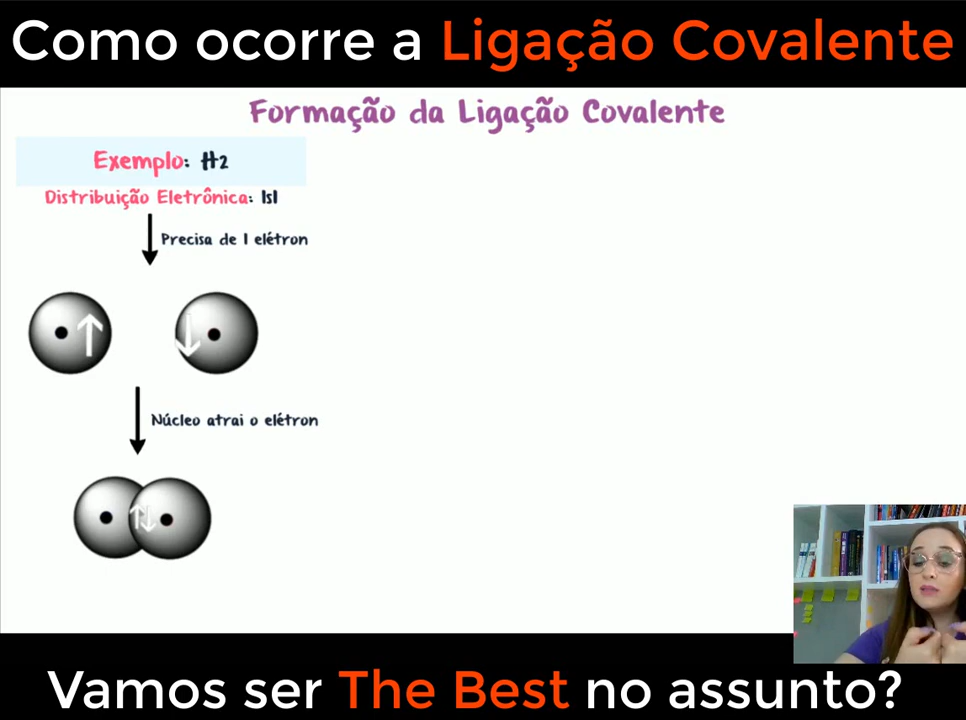 Como ocorre a Ligação Covalente
Formação da Ligação Covalente
Exemplo: H2
Distribuição Eletrônica: 1s1
Precisa de 1 elétron
Núcleo atrai o elétron
Vamos ser The Best no assunto?